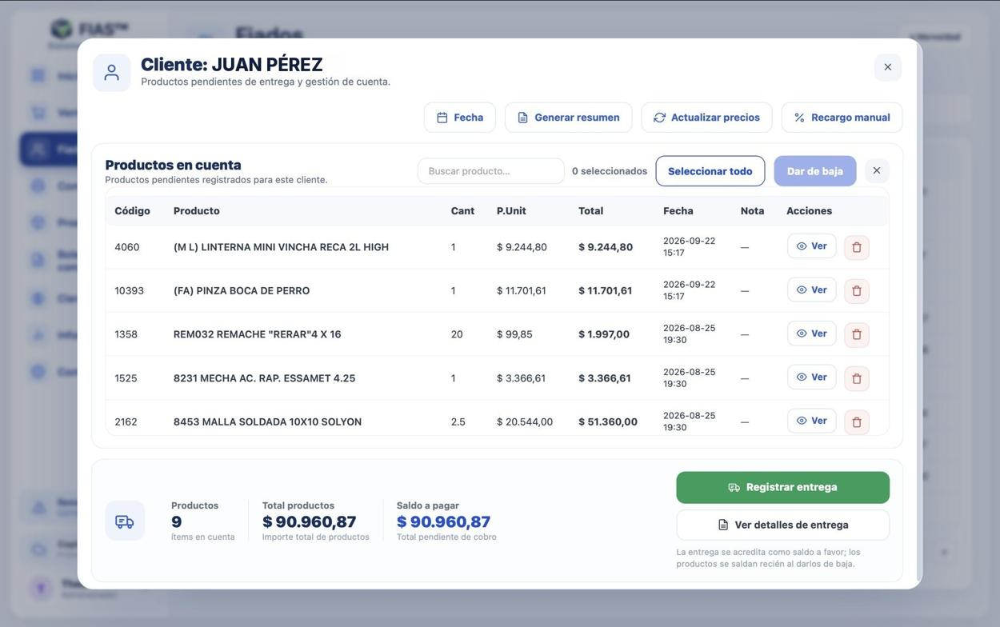 FIAS™
Fiados
Cliente: JUAN PÉREZ
Productos pendientes de entrega y gestión de cuenta.
Fecha
Generar resumen
Actualizar precios
Recargo manual
Productos en cuenta
Productos pendientes registrados para este cliente.
Buscar producto...
0 seleccionados
Seleccionar todo
Dar de baja
Código Producto Cant P.Unit Total Fecha Nota Acciones
4060 (M L) LINTERNA MINI VINCHA RECA 2L HIGH 1 $ 9.244,80 $ 9.244,80 2026-09-22 15:17 — Ver
10393 (FA) PINZA BOCA DE PERRO 1 $ 11.701,61 $ 11.701,61 2026-09-22 15:17 — Ver
1358 REM032 REMACHE "RERAR"4 X 16 20 $ 99,85 $ 1.997,00 2026-08-25 19:30 — Ver
1525 8231 MECHA AC. RAP. ESSAMET 4.25 1 $ 3.366,61 $ 3.366,61 2026-08-25 19:30 — Ver
2162 8453 MALLA SOLDADA 10X10 SOLYON 2.5 $ 20.544,00 $ 51.360,00 2026-08-25 19:30 — Ver
Productos
9
ítems en cuenta
Total productos
$ 90.960,87
Importe total de productos
Saldo a pagar
$ 90.960,87
Total pendiente de cobro
Registrar entrega
Ver detalles de entrega
La entrega se acredita como saldo a favor; los
productos se saldan recién al darlos de baja.